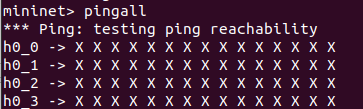 mininet> pingall
*** Ping: testing ping reachability
h0_0 -> X X X X X X X X X X X X X X X
h0_1 -> X X X X X X X X X X X X X X X
h0_2 -> X X X X X X X X X X X X X X X
h0_3 -> X X X X X X X X X X X X X X X